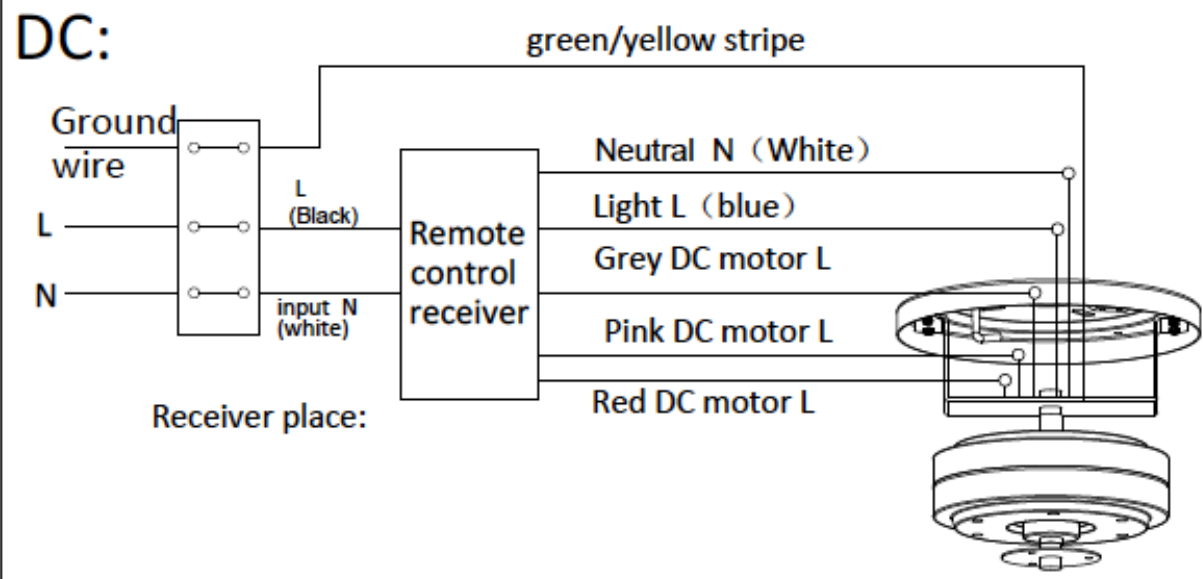 DC:
green/yellow stripe
Ground
wire
L
N
L
(Black)
input N
(white)
Remote
control
receiver
Neutral N（White）
Light L（blue）
Grey DC motor L
Pink DC motor L
Red DC motor L
Receiver place: